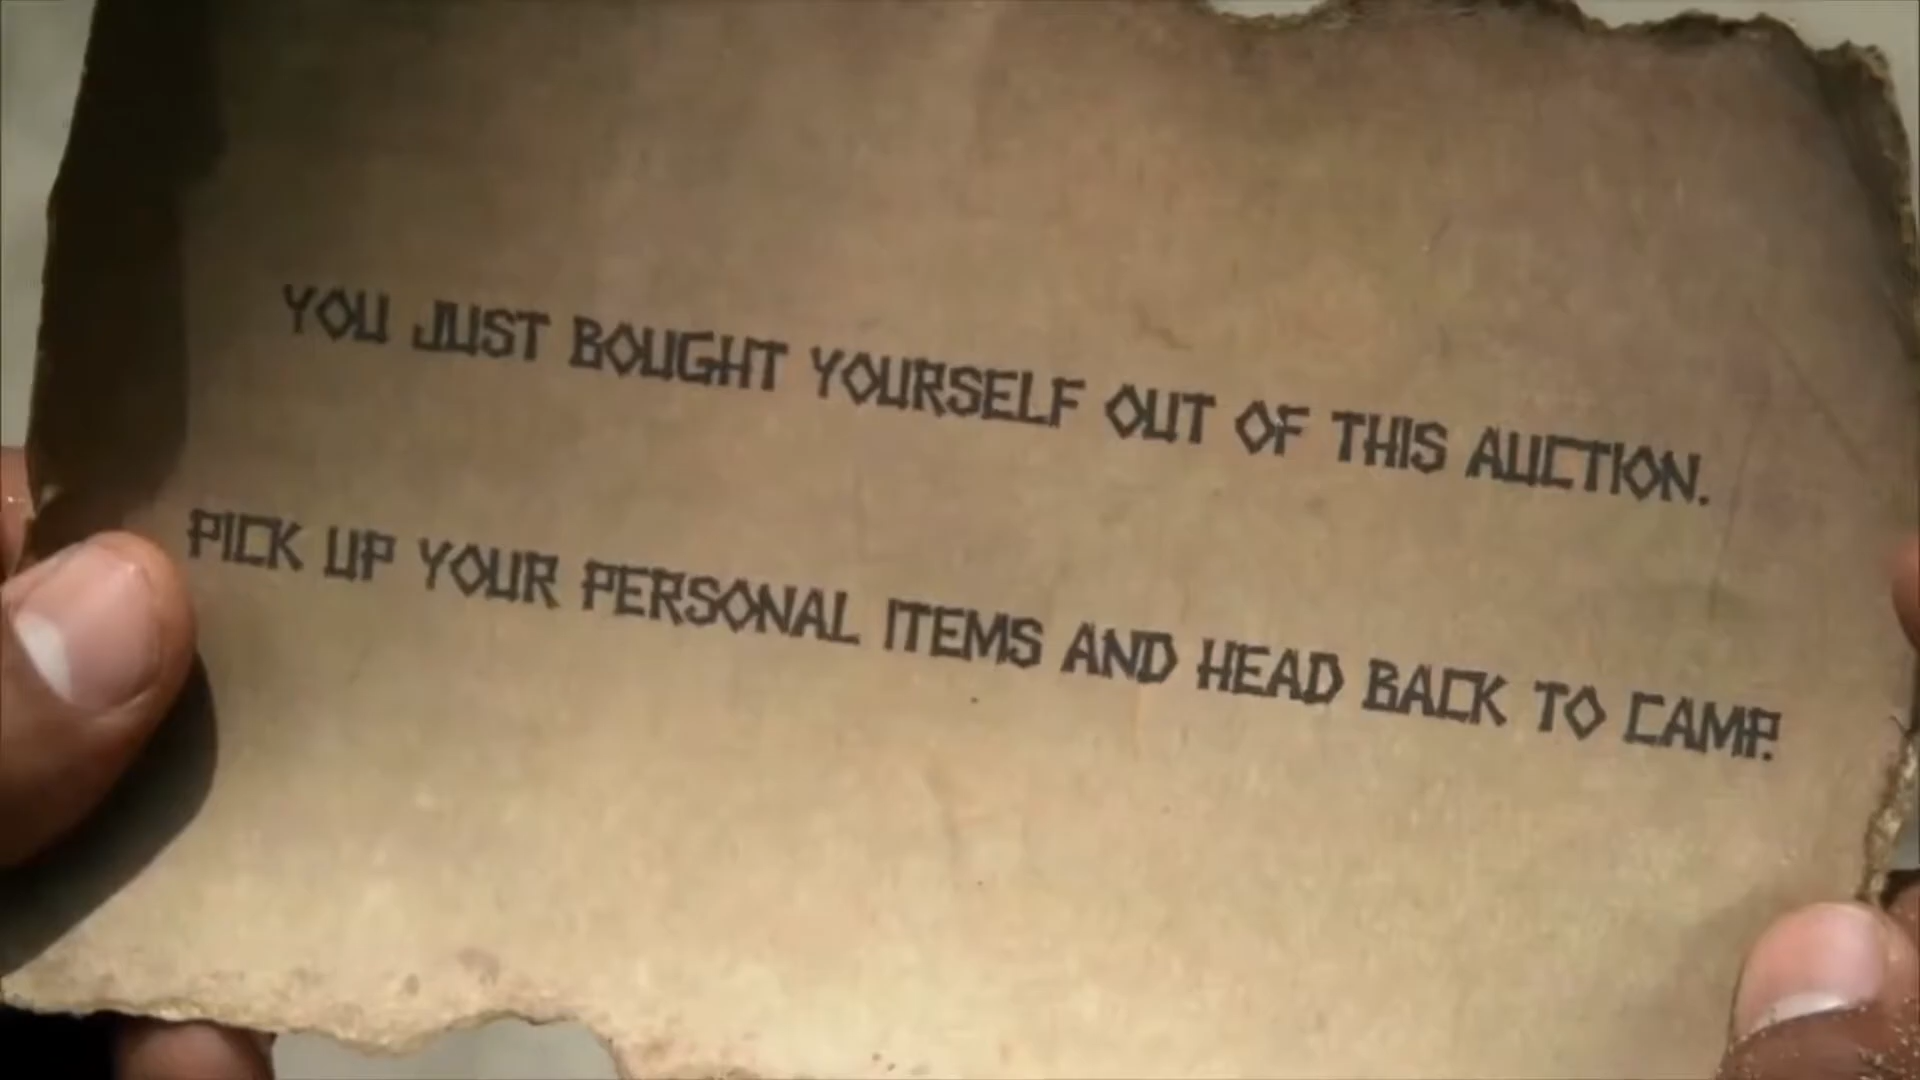 YOU JUST BOUGHT YOURSELF OUT OF THIS AUCTION.
PICK UP YOUR PERSONAL ITEMS AND HEAD BACK TO CAMP.